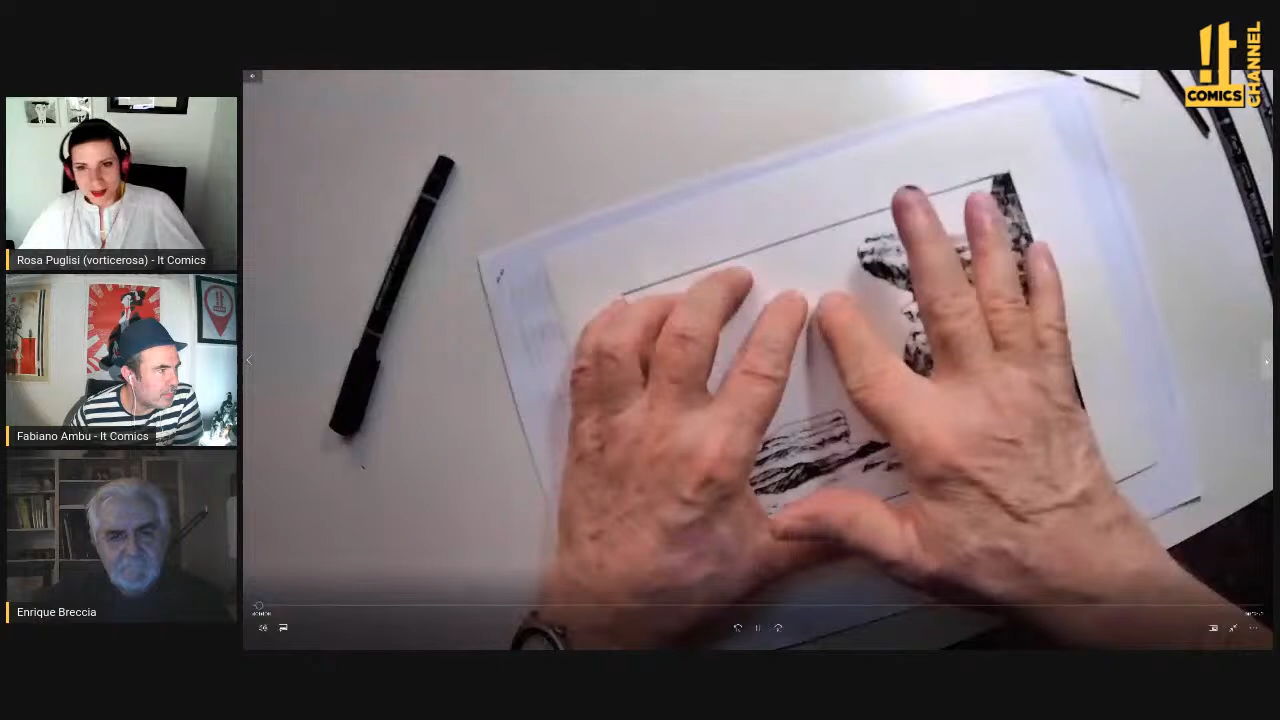 !t
COMICS
CHANNEL
Rosa Puglisi (vorticerosa) - It Comics
Fabiano Ambu - It Comics
Enrique Breccia